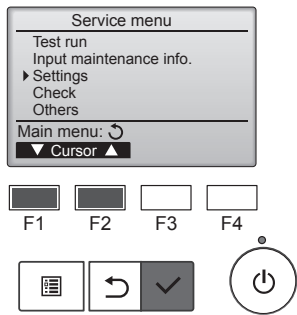 Service menu
Test run
Input maintenance info.
Settings
Check
Others
Main menu:
▼ Cursor ▲
F1 F2 F3 F4